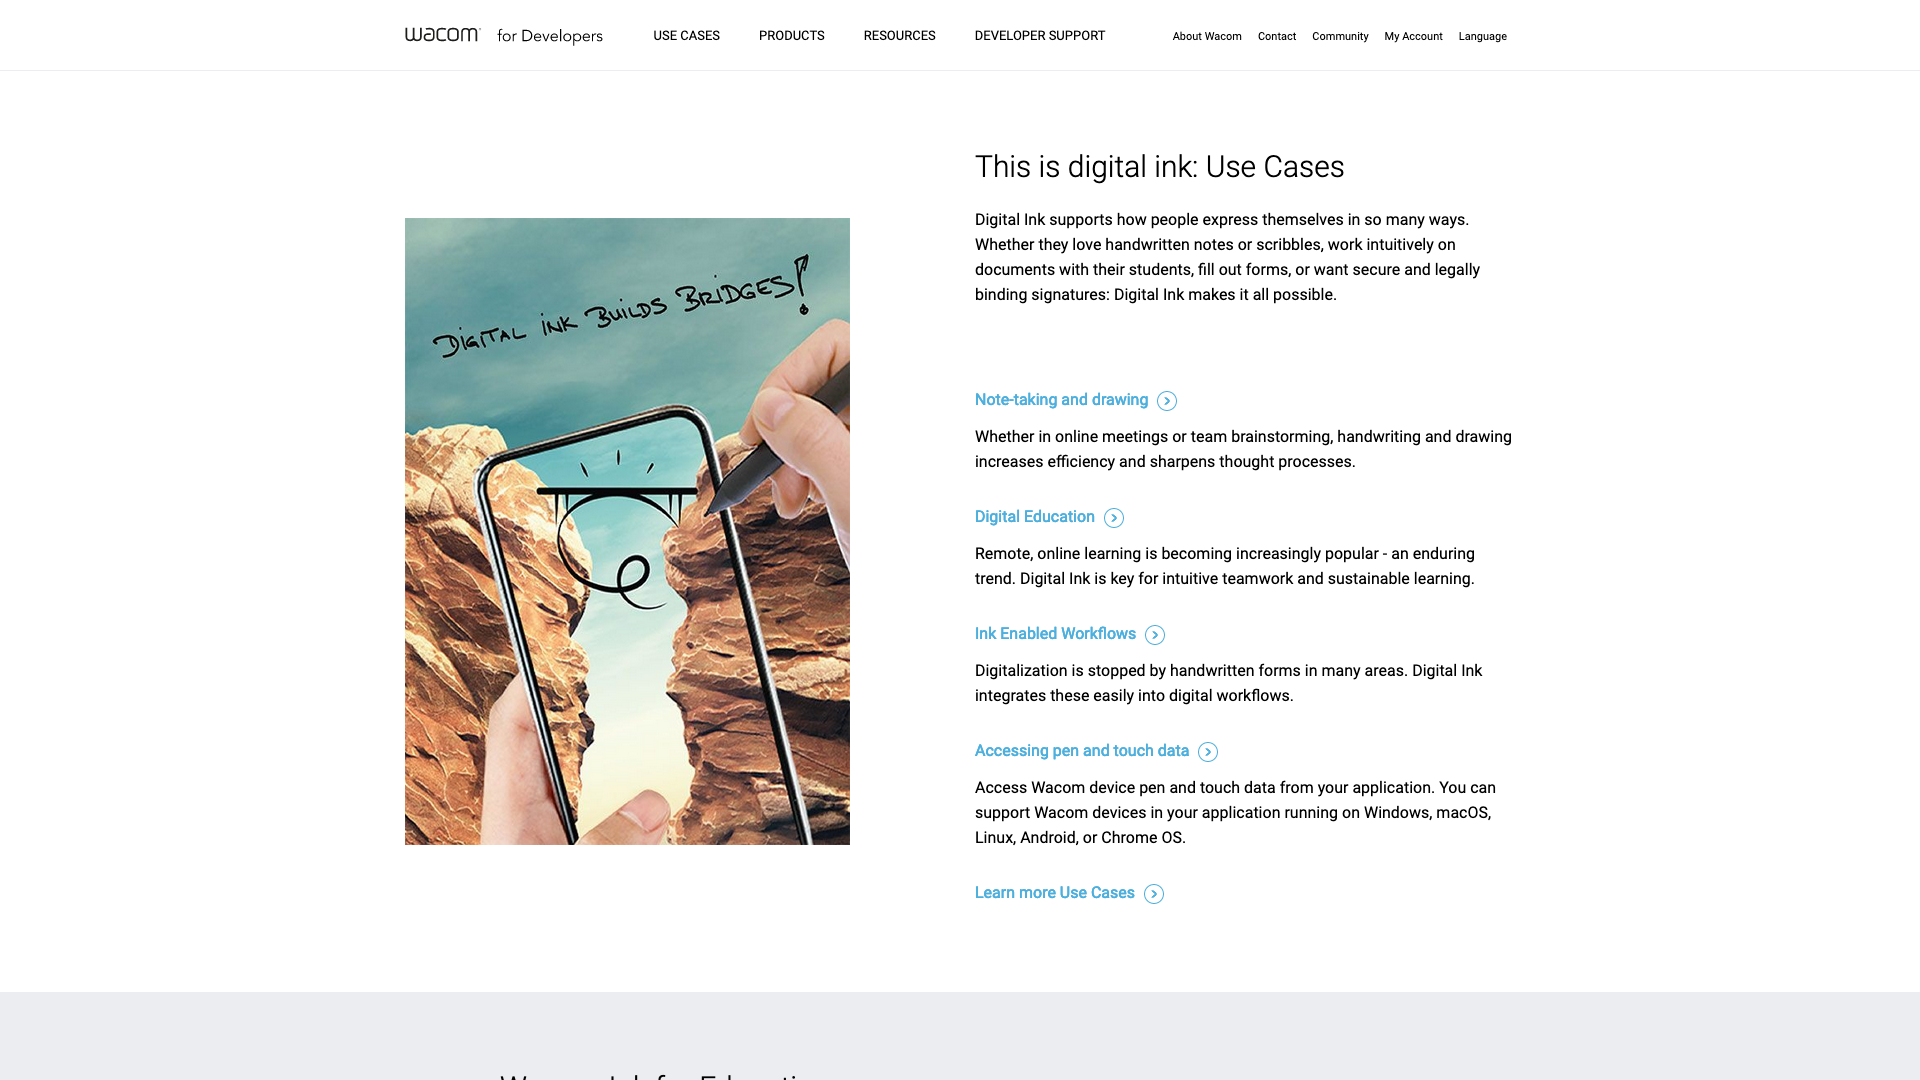 wacom for Developers
USE CASES
PRODUCTS
RESOURCES
DEVELOPER SUPPORT
About Wacom
Contact
Community
My Account
Language
This is digital ink: Use Cases
Digital Ink supports how people express themselves in so many ways.
Whether they love handwritten notes or scribbles, work intuitively on
documents with their students, fill out forms, or want secure and legally
binding signatures: Digital Ink makes it all possible.
DIGITAL INK BUILDS BRIDGES!
Note-taking and drawing
Whether in online meetings or team brainstorming, handwriting and drawing
increases efficiency and sharpens thought processes.
Digital Education
Remote, online learning is becoming increasingly popular - an enduring
trend. Digital Ink is key for intuitive teamwork and sustainable learning.
Ink Enabled Workflows
Digitalization is stopped by handwritten forms in many areas. Digital Ink
integrates these easily into digital workflows.
Accessing pen and touch data
Access Wacom device pen and touch data from your application. You can
support Wacom devices in your application running on Windows, macOS,
Linux, Android, or Chrome OS.
Learn more Use Cases